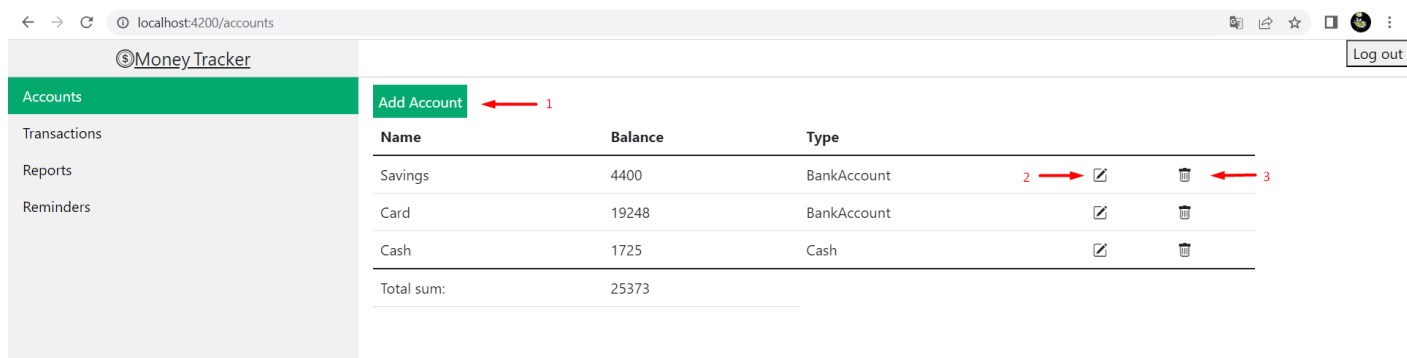 localhost:4200/accounts
Money Tracker
Log out
Accounts
Transactions
Reports
Reminders
Add Account 1
Name Balance Type
Savings 4400 BankAccount 2 3
Card 19248 BankAccount
Cash 1725 Cash
Total sum: 25373